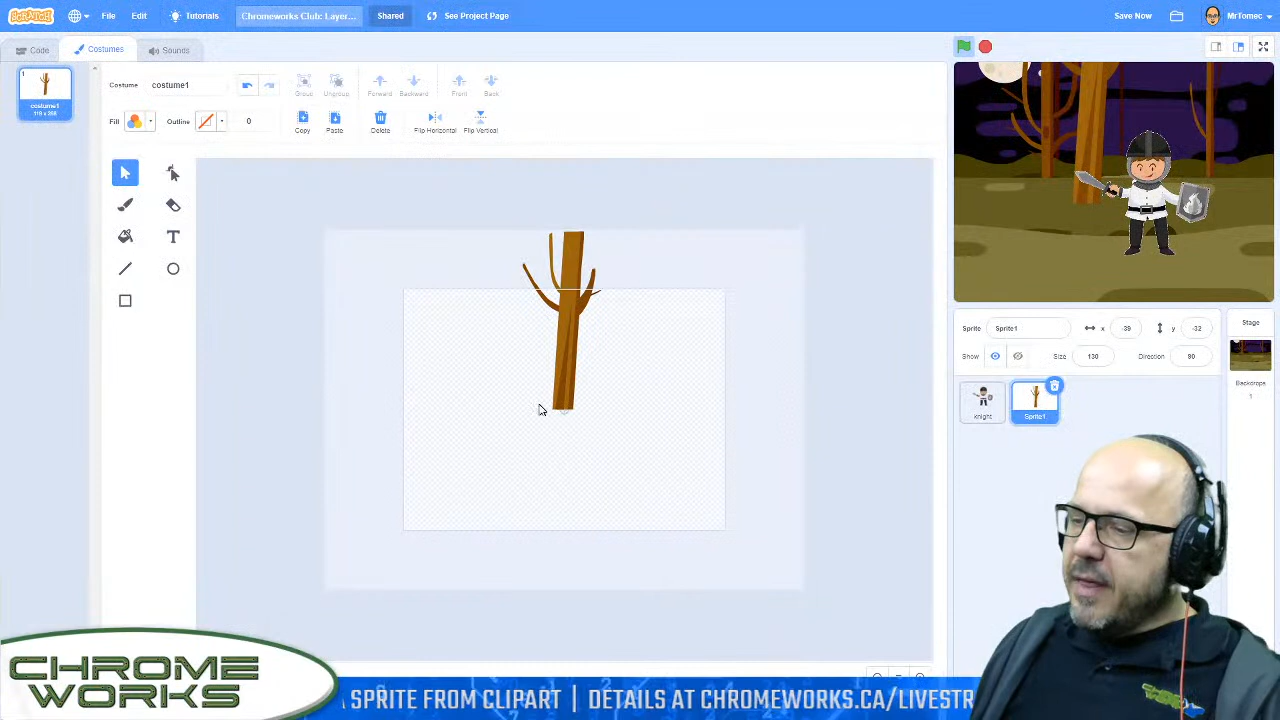 SCRATCH File Edit Tutorials Chromeworks Club: Layer... Shared See Project Page Save Now MrTomec
Code Costumes Sounds
1
costume1
119 x 288
Costume costume1 Group Ungroup Forward Backward Front Back
Fill Outline 0 Copy Paste Delete Flip Horizontal Flip Vertical
T
Sprite Sprite1 x -39 y -32
Show Size 130 Direction 90
knight
Sprite1
Stage
Backdrops
1
CHROME
WORKS
A SPRITE FROM CLIPART | DETAILS AT CHROMEWORKS.CA/LIVESTR